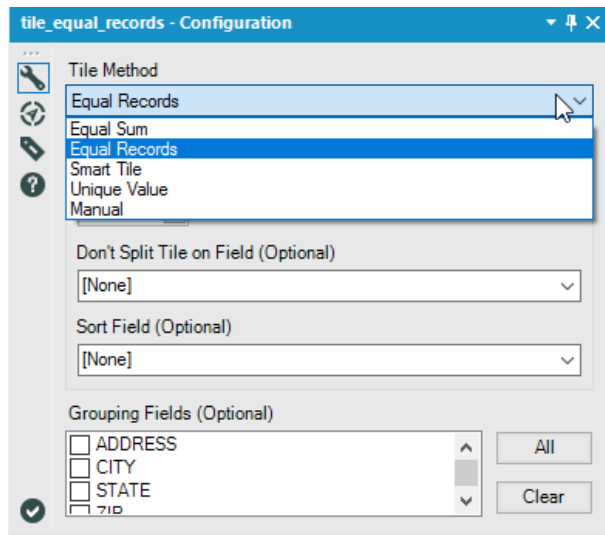 tile_equal_records - Configuration
Tile Method
Equal Records
Equal Sum
Equal Records
Smart Tile
Unique Value
Manual
Don't Split Tile on Field (Optional)
[None]
Sort Field (Optional)
[None]
Grouping Fields (Optional)
ADDRESS
All
CITY
STATE
Clear
ZIP